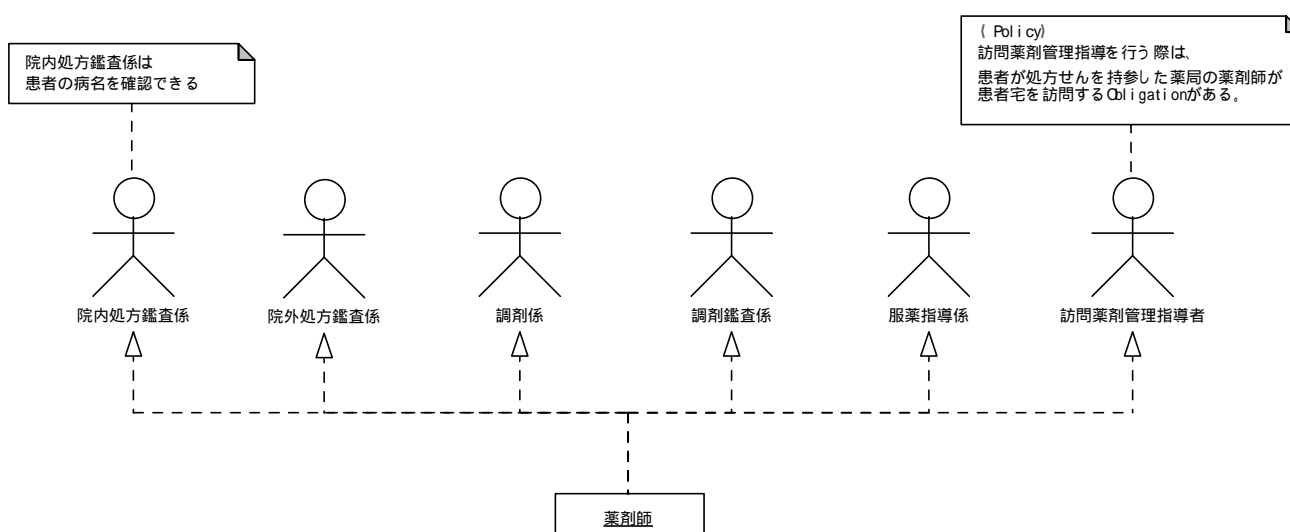 院内処方鑑査係は
患者の病名を確認できる
{ Policy}
訪問薬剤管理指導を行う際は、
患者が処方せんを持参した薬局の薬剤師が
患者宅を訪問するObligationがある。
院内処方鑑査係
院外処方鑑査係
調剤係
調剤鑑査係
服薬指導係
訪問薬剤管理指導者
薬剤師